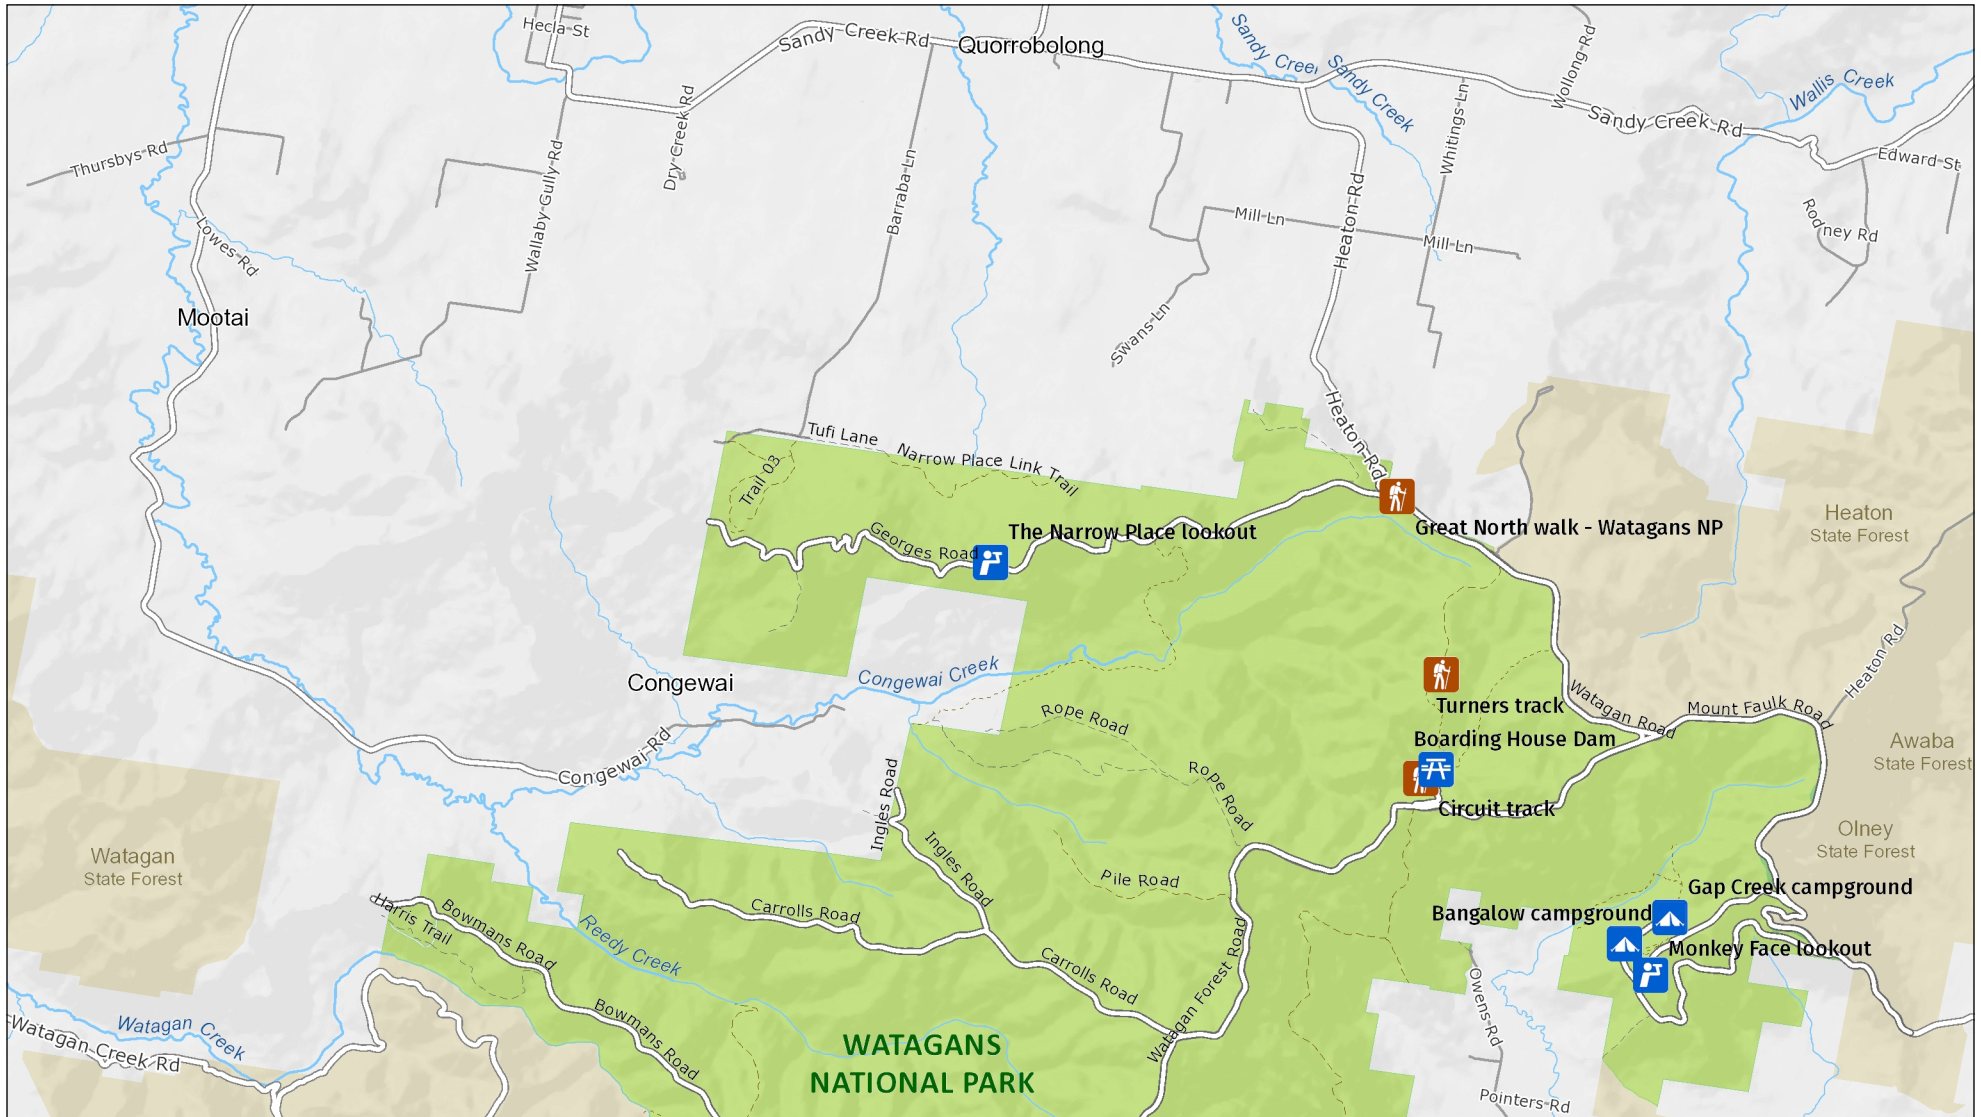 Hecla St
Sandy Creek Rd
Quorrobolong
Sandy Creek
Sandy Creek
Wollong Rd
Wallis Creek
Sandy Creek Rd
Edward St
Thursbys Rd
Dry Creek Rd
Wallaby Gully Rd
Barraba Ln
Whitings Ln
Heaton Rd
Mill Ln
Mill Ln
Rodney Rd
Lowes Rd
Mootai
Swans Ln
Tufi Lane
Narrow Place Link Trail
Trail 03
Heaton Rd
Georges Road
The Narrow Place lookout
Great North walk - Watagans NP
Heaton
State Forest
Congewai
Congewai Creek
Heaton Rd
Turners track
Watagan Road
Mount Faulk Road
Rope Road
Boarding House Dam
Awaba
State Forest
Congewai Rd
Ingles Road
Rope Road
Circuit track
Olney
State Forest
Watagan
State Forest
Ingles Road
Pile Road
Gap Creek campground
Bangalow campground
Monkey Face lookout
Harris Trail
Bowmans Road
Carrolls Road
Reedy Creek
Carrolls Road
Watagan Forest Road
Owens Rd
Bowmans Road
Watagan Creek
Watagan Creek Rd
WATAGANS
NATIONAL PARK
Pointers Rd